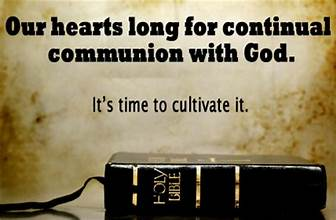 Our hearts long for continual
communion with God.
It's time to cultivate it.
HOLY
BIBLE